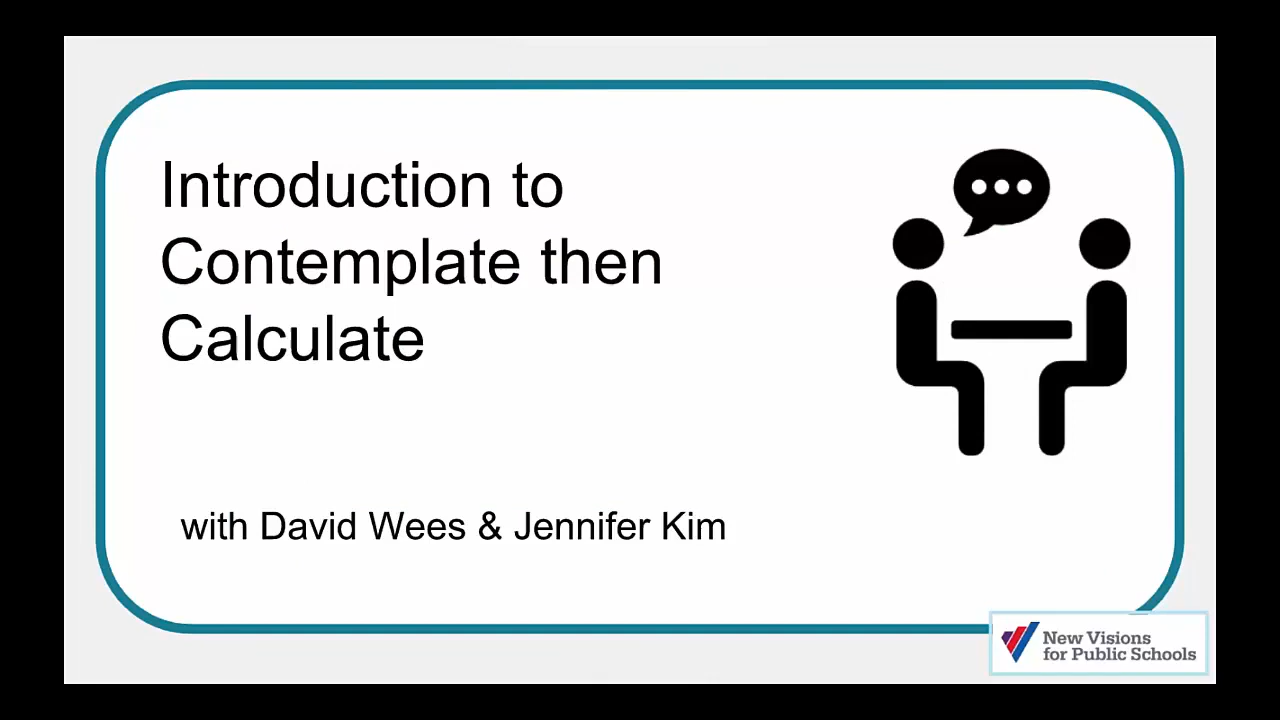 Introduction to
Contemplate then
Calculate
with David Wees & Jennifer Kim
New Visions
for Public Schools